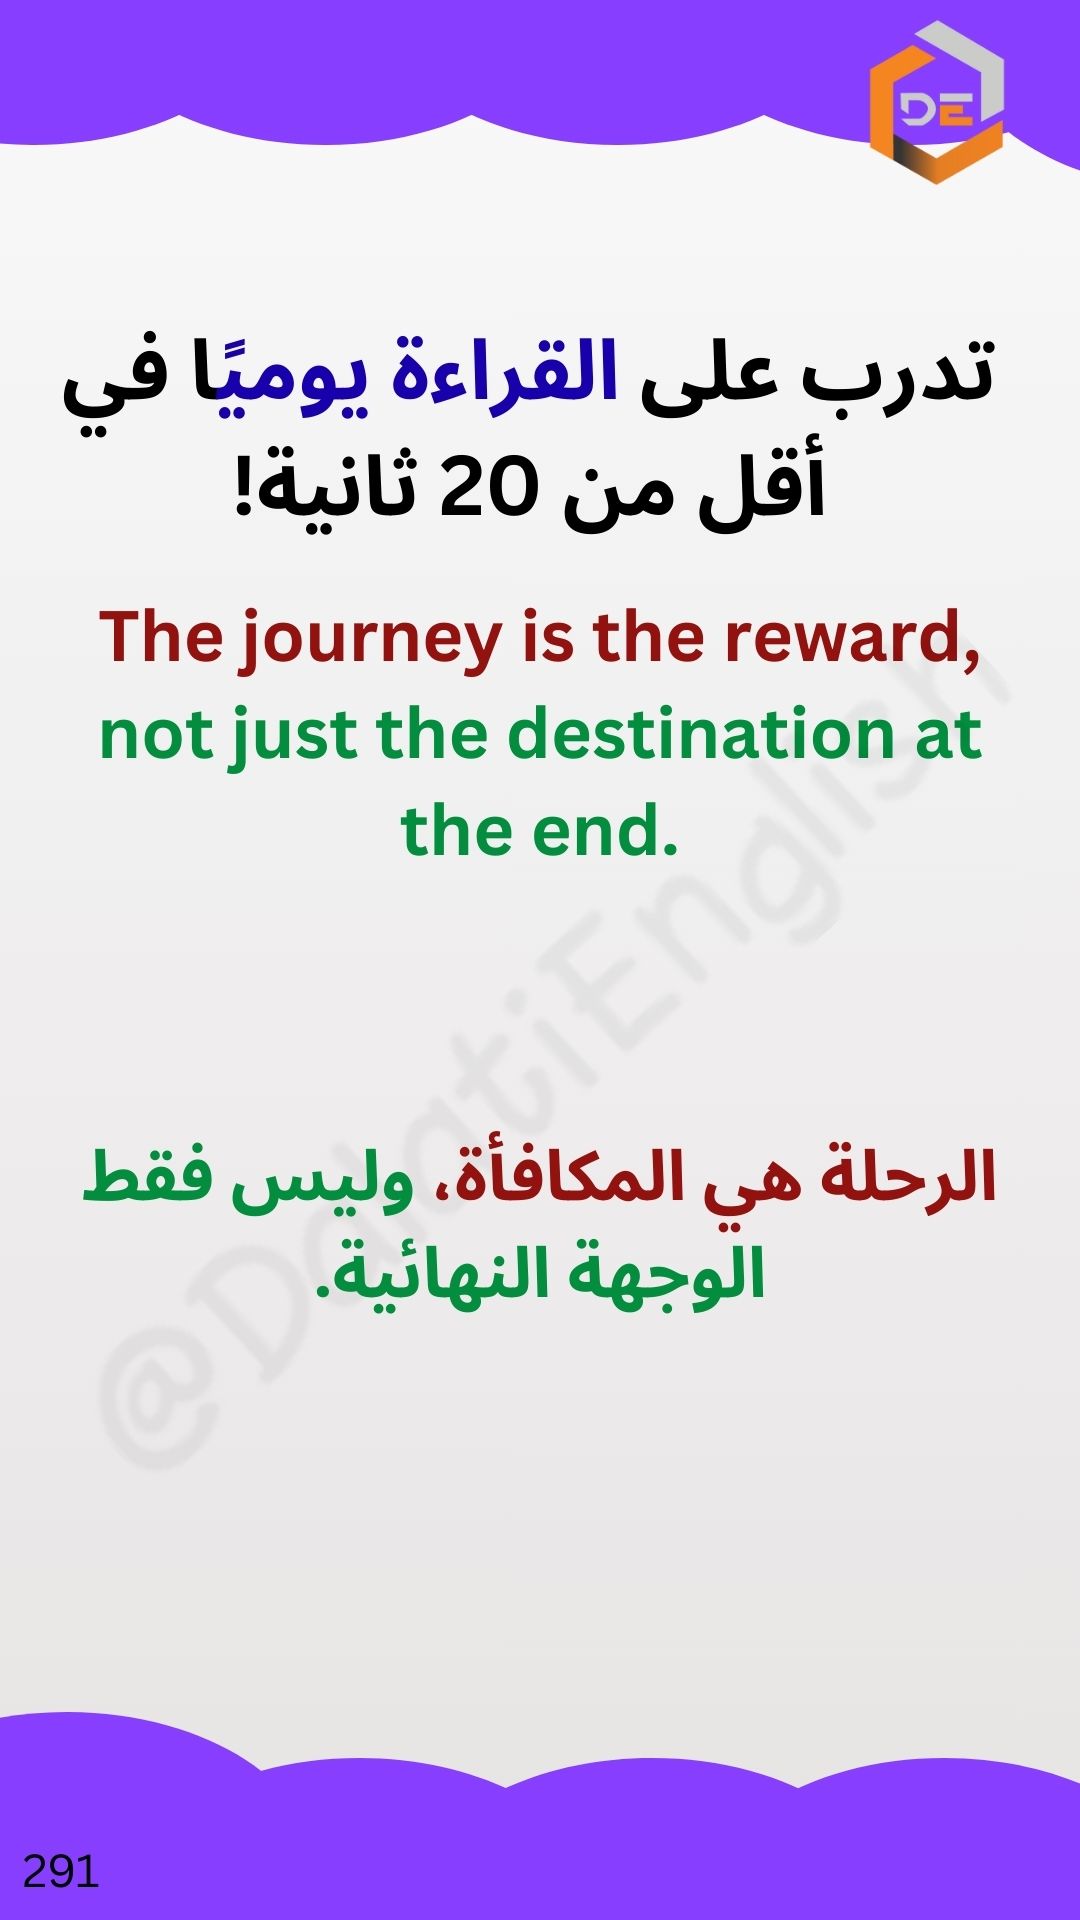 DE
تدرب على القراءة يوميًا في
أقل من 20 ثانية!
The journey is the reward,
not just the destination at
the end.
الرحلة هي المكافأة، وليس فقط
الوجهة النهائية.
@DalatiEnglish
291